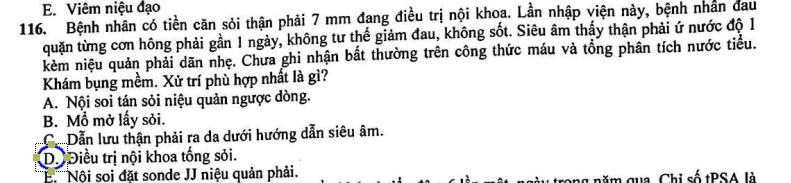 E. Viêm niệu đạo
116. Bệnh nhân có tiền căn sỏi thận phải 7 mm đang điều trị nội khoa. Lần nhập viện này, bệnh nhân đau
quặn từng cơn hông phải gần 1 ngày, không tư thế giảm đau, không sốt. Siêu âm thấy thận phải ứ nước độ 1
kèm niệu quản phải dãn nhẹ. Chưa ghi nhận bất thường trên công thức máu và tổng phân tích nước tiểu.
Khám bụng mềm. Xử trí phù hợp nhất là gì?
A. Nội soi tán sỏi niệu quản ngược dòng.
B. Mổ mở lấy sỏi.
C. Dẫn lưu thận phải ra da dưới hướng dẫn siêu âm.
D. Điều trị nội khoa tống sỏi.
E. Nội soi đặt sonde JJ niệu quản phải.
trong năm qua. Chỉ số tPSA là